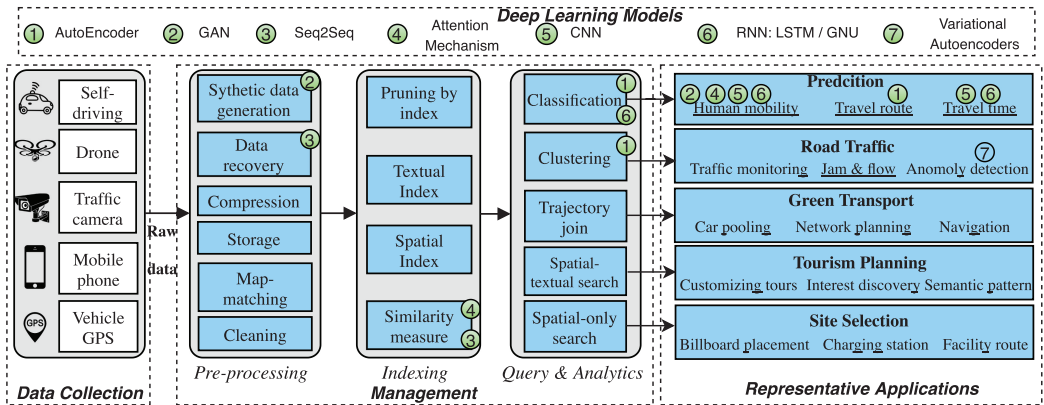 Deep Learning Models
1 AutoEncoder
2 GAN
3 Seq2Seq
4 Attention
Mechanism
5 CNN
6 RNN: LSTM / GNU
7 Variational
Autoencoders
Self-
driving
Drone
Traffic
camera
Mobile
phone
GPS
Vehicle
GPS
Data Collection
Raw
data
2
Sythetic data
generation
3
Data
recovery
Compression
Storage
Map-
matching
Cleaning
Pre-processing
Pruning by
index
Textual
Index
Spatial
Index
4
Similarity
measure
3
Indexing
Management
1
Classification
6
1
Clustering
Trajectory
join
Spatial-
textual search
Spatial-only
search
Query & Analytics
Predcition
2 4 5 6 1 5 6
Human mobility Travel route Travel time
Road Traffic
7
Traffic monitoring Jam & flow Anomoly detection
Green Transport
Car pooling Network planning Navigation
Tourism Planning
Customizing tours Interest discovery Semantic pattern
Site Selection
Billboard placement Charging station Facility route
Representative Applications